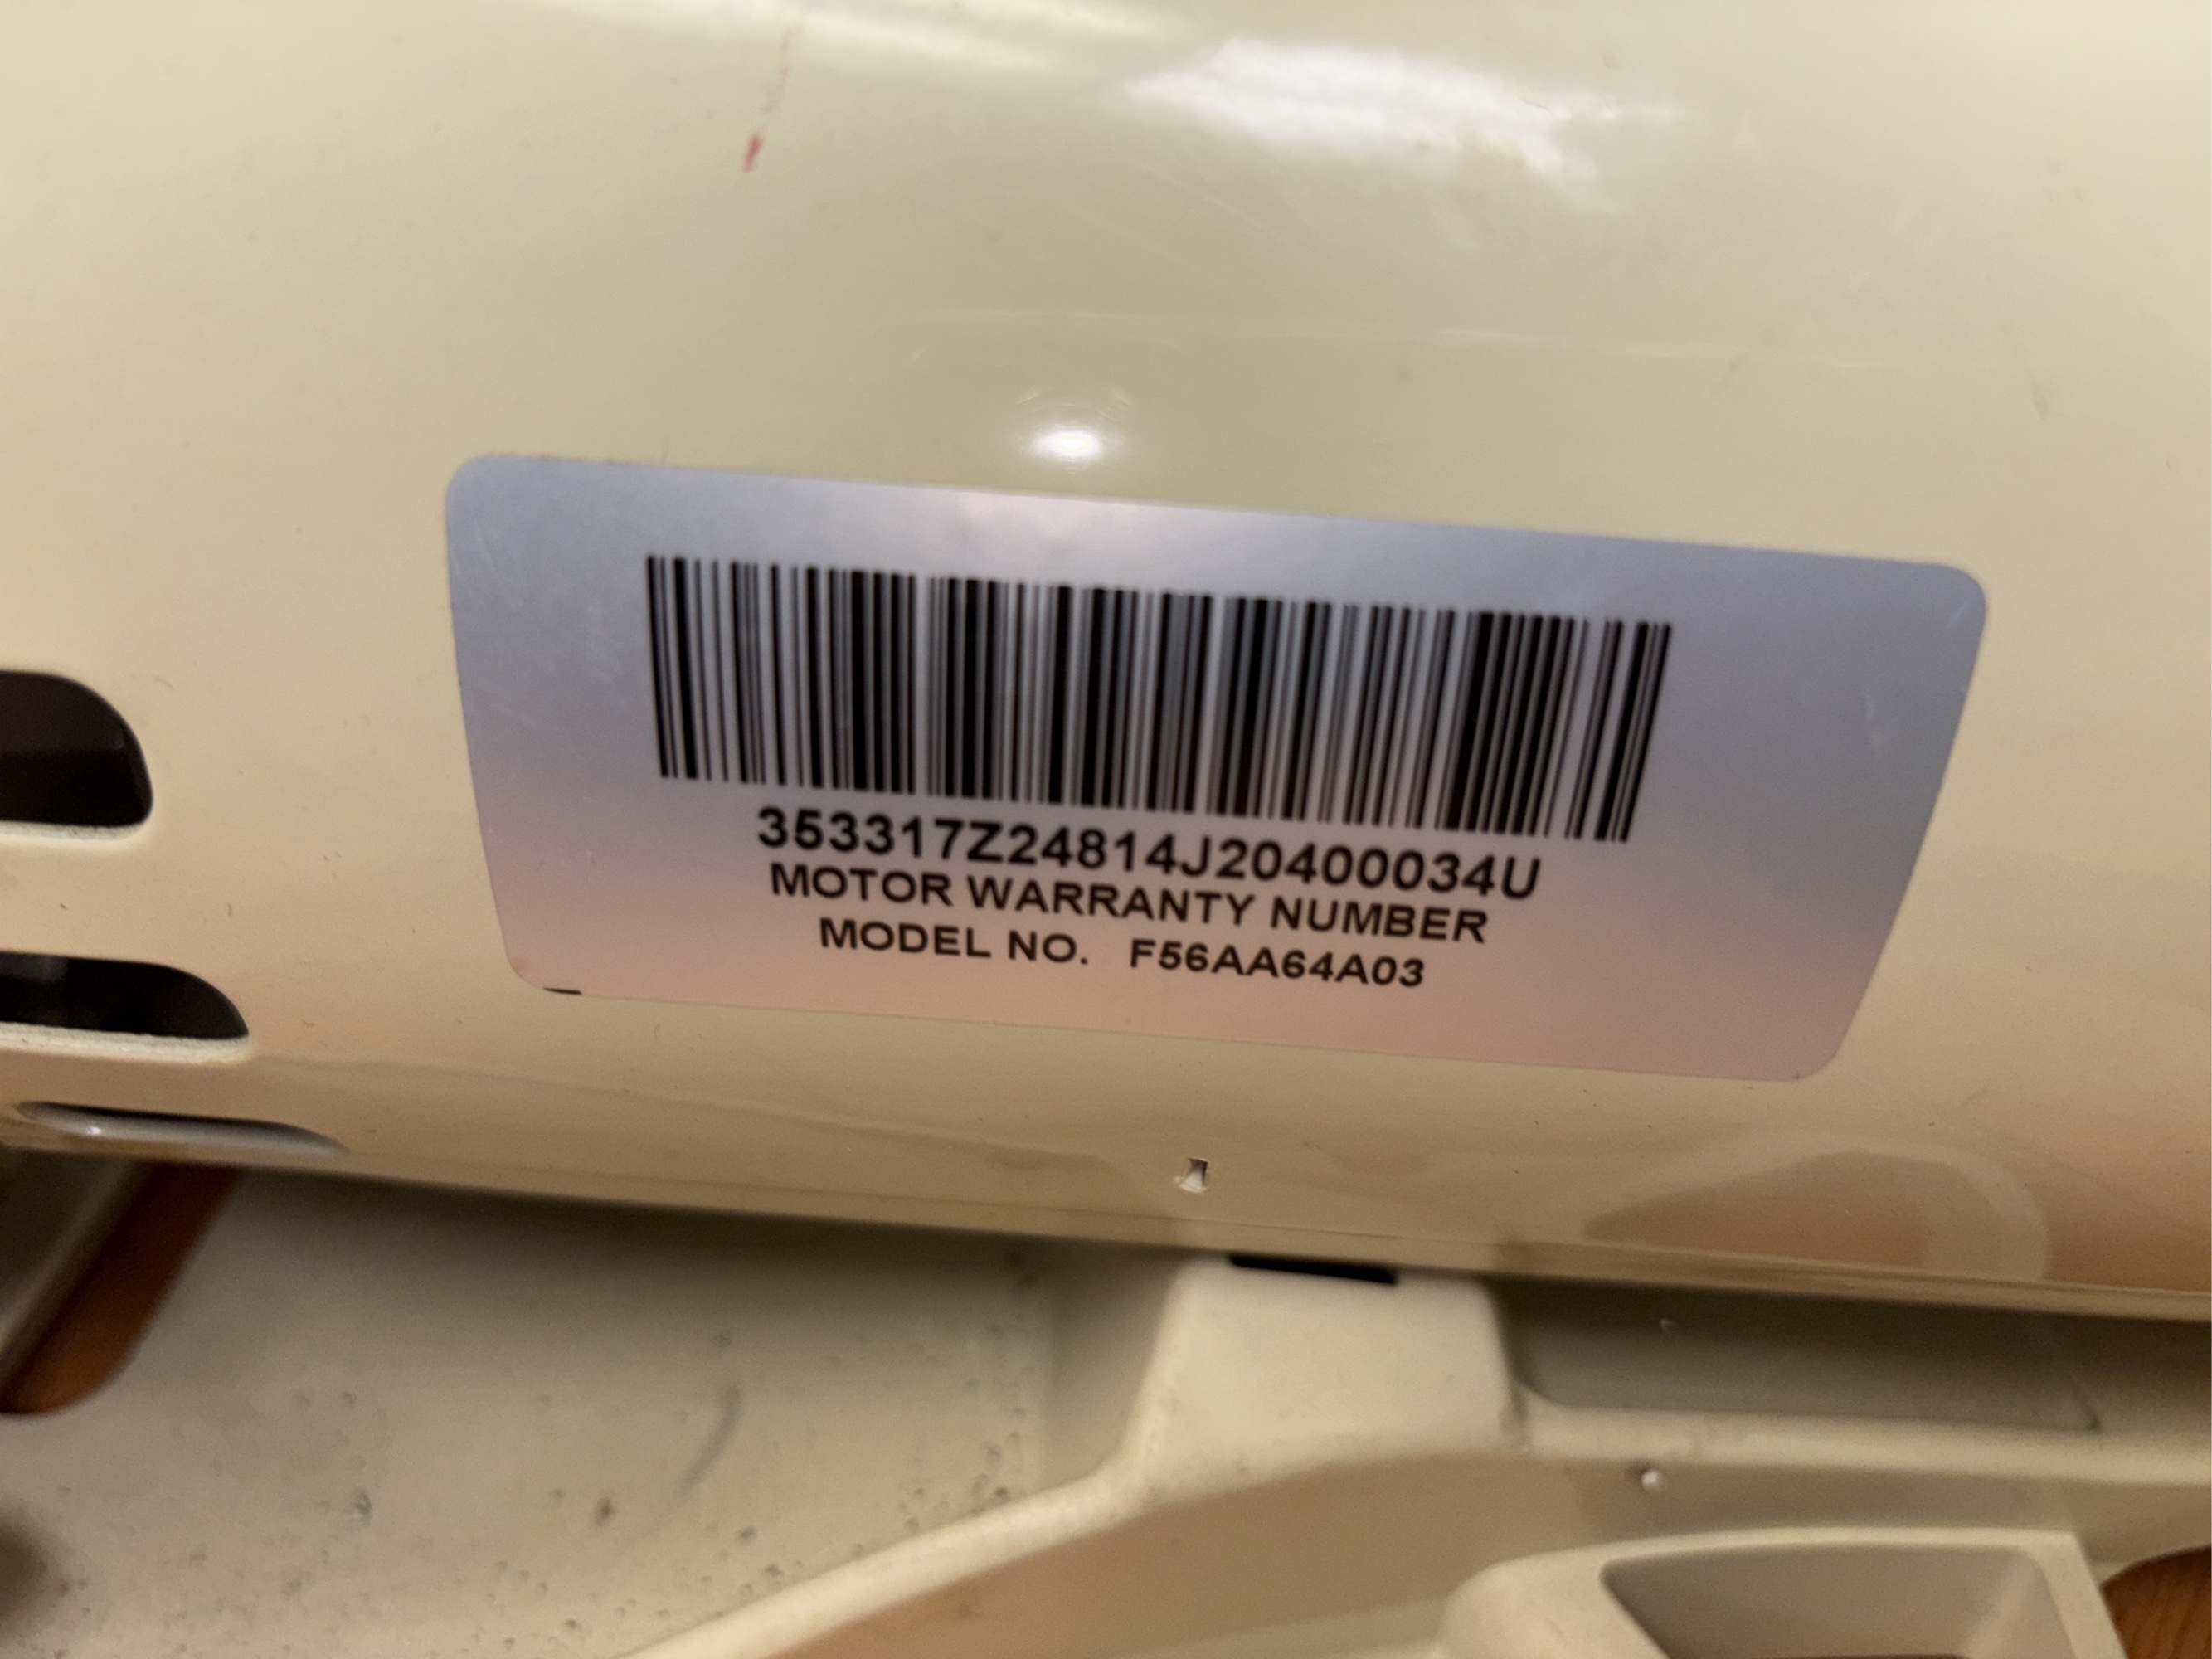 353317Z24814J20400034U
MOTOR WARRANTY NUMBER
MODEL NO. F56AA64A03